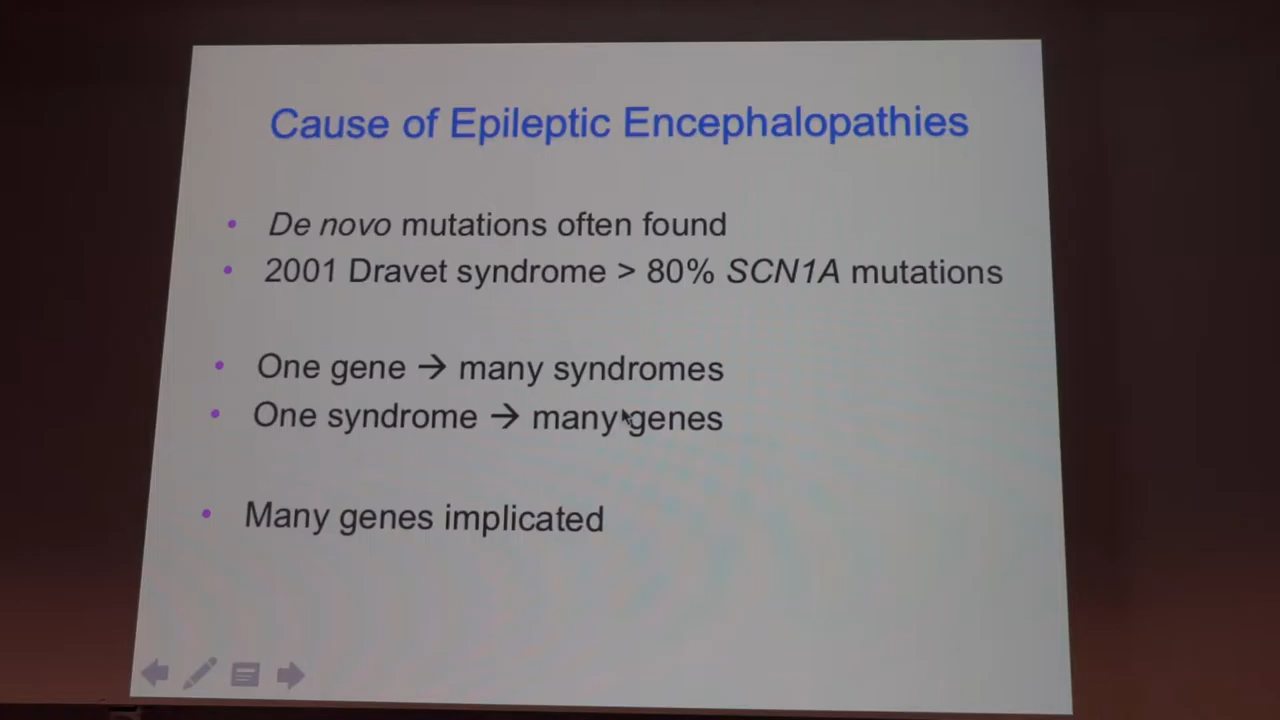 Cause of Epileptic Encephalopathies
• De novo mutations often found
• 2001 Dravet syndrome > 80% SCN1A mutations
• One gene → many syndromes
• One syndrome → many genes
• Many genes implicated